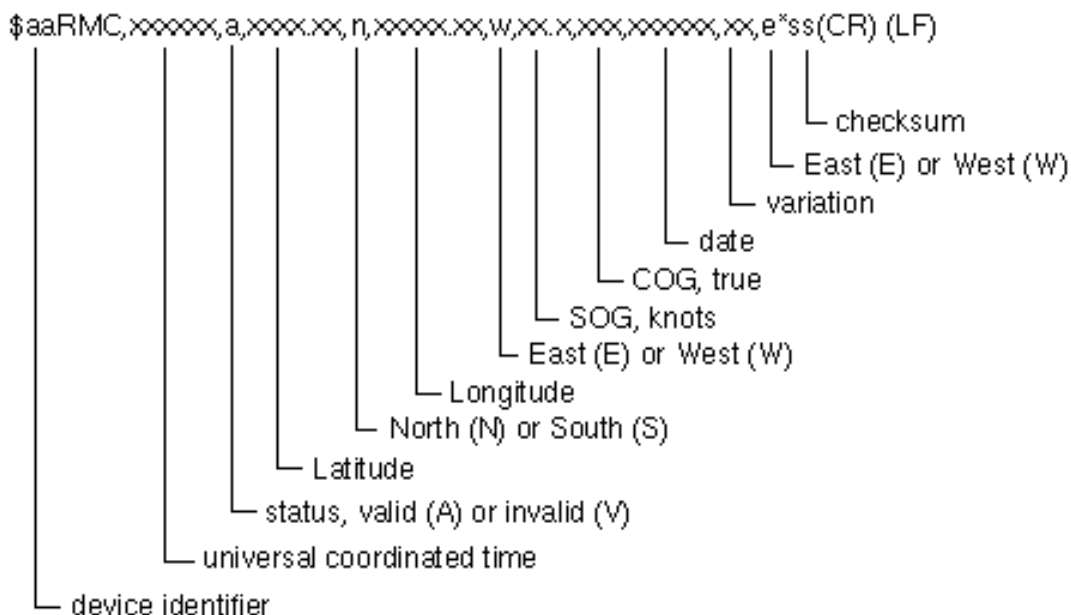 $aaRMC,xxxxxx,a,xxxx.xx,n,xxxxx.xx,w,xx.x,xxx,xxxxxx,xx,e*ss(CR) (LF)
checksum
East (E) or West (W)
variation
date
COG, true
SOG, knots
East (E) or West (W)
Longitude
North (N) or South (S)
Latitude
status, valid (A) or invalid (V)
universal coordinated time
device identifier